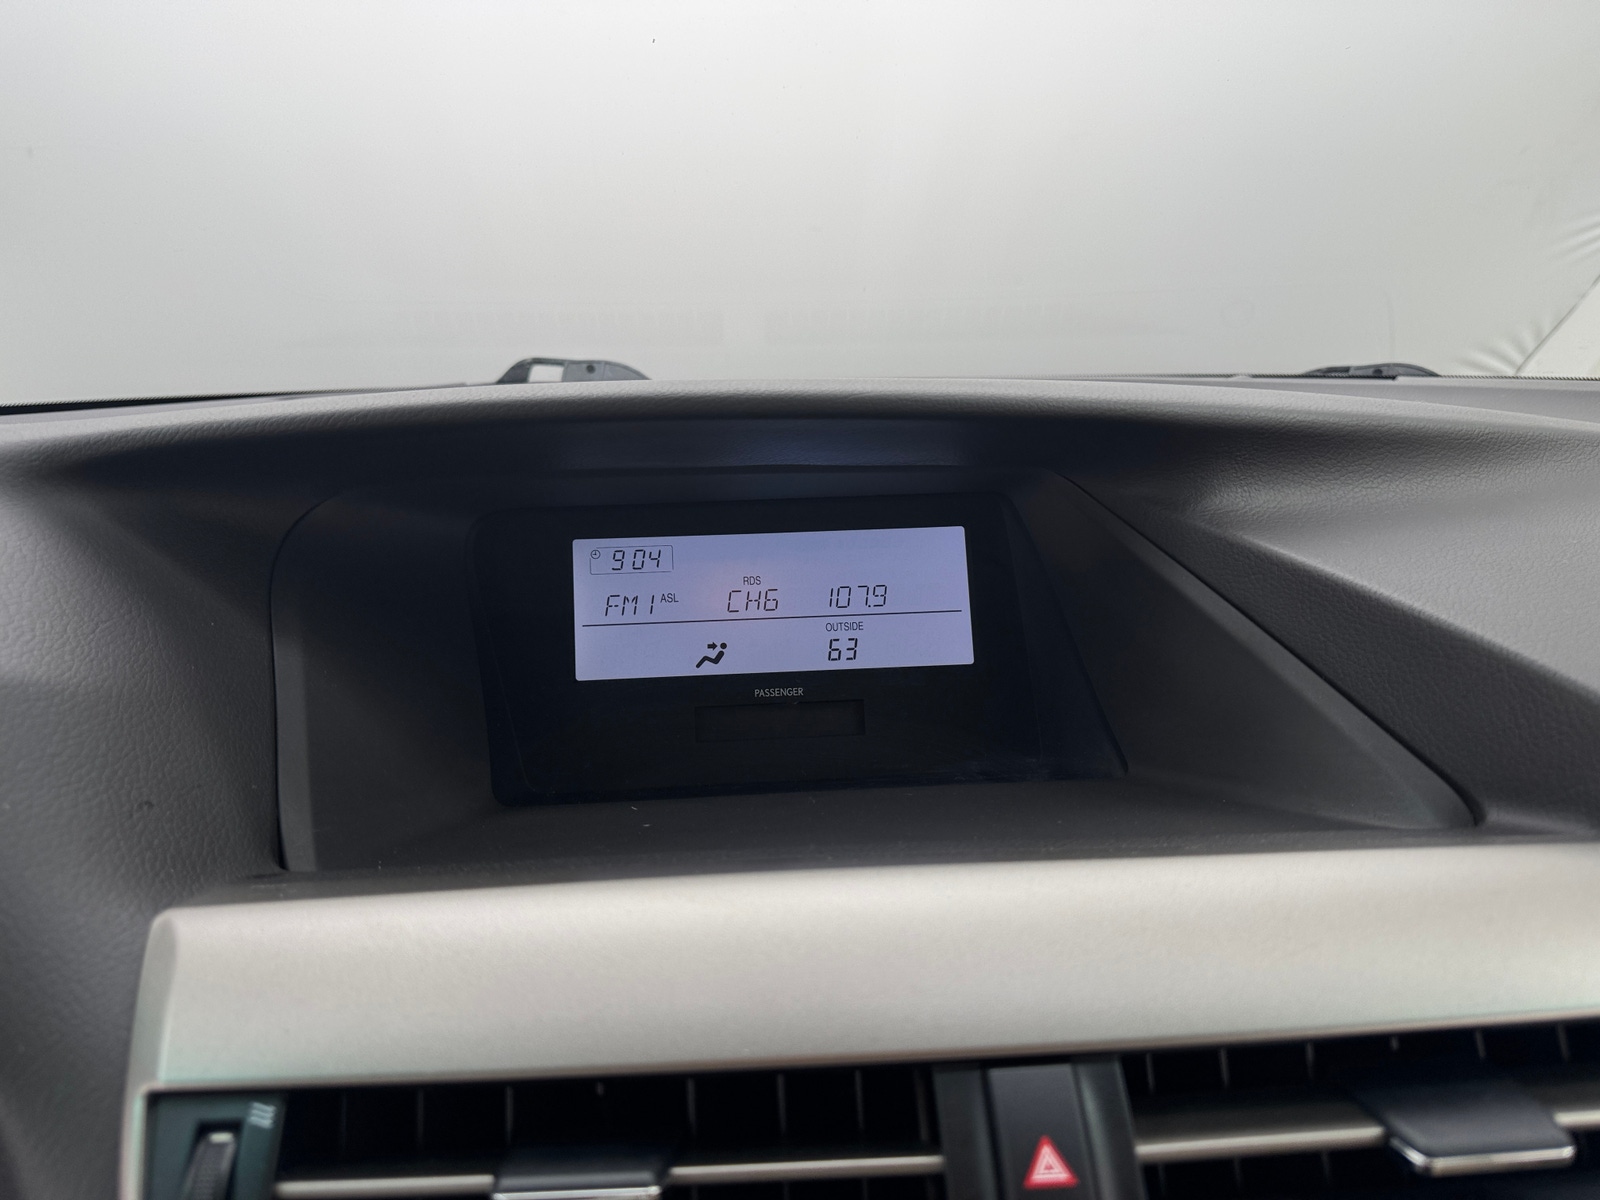 9 04
RDS
FM1 ASL CH6 107.9
OUTSIDE
63
PASSENGER